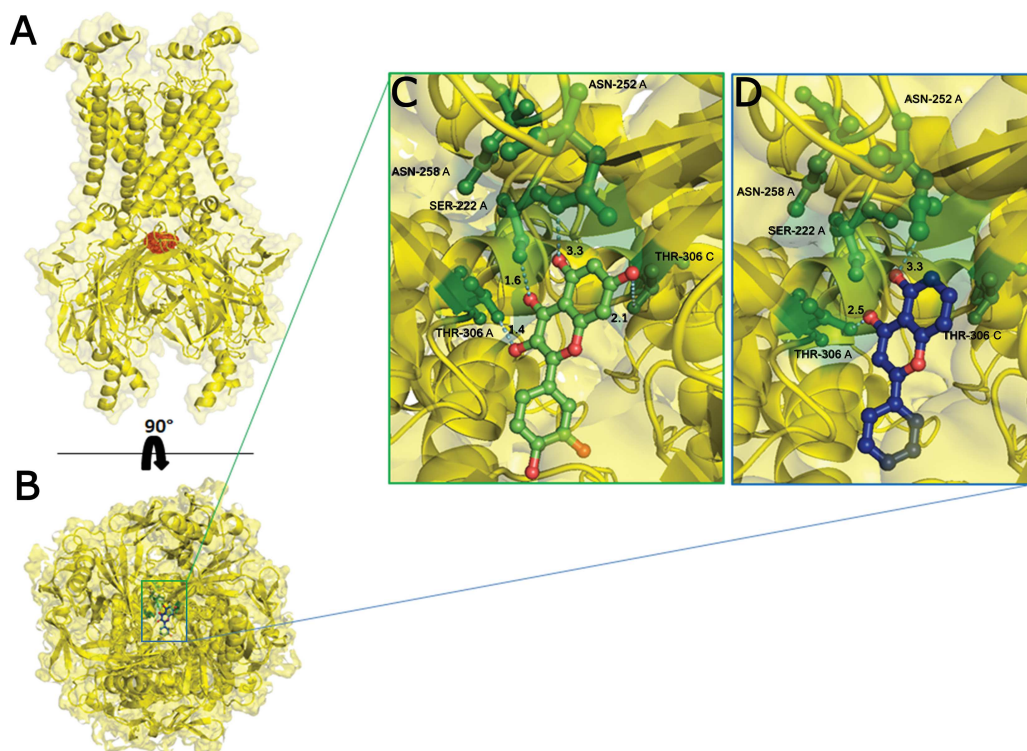 A
C
D
ASN-252 A
ASN-252 A
ASN-258 A
ASN-258 A
SER-222 A
SER-222 A
3.3
3.3
THR-306 C
1.6
2.5
2.1
THR-306 A
1.4
THR-306 C
THR-306 A
90°
B